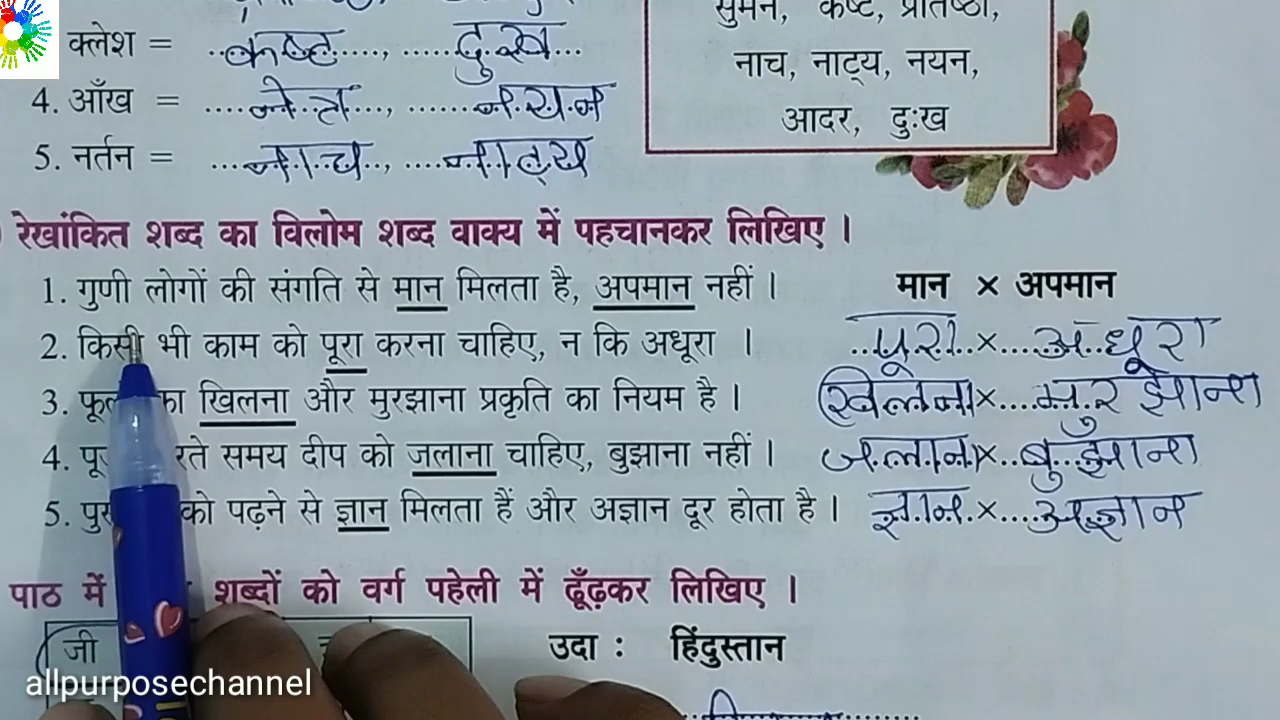 सुमन, कष्ट, प्रतिष्ठा,
नाच, नाट्य, नयन,
आदर, दुःख
क्लेश = कष्ट, दुःख
4. आँख = नेत्र, नयन
5. नर्तन = नाच, नाट्य
रेखांकित शब्द का विलोम शब्द वाक्य में पहचानकर लिखिए ।
1. गुणी लोगों की संगति से मान मिलता है, अपमान नहीं । मान × अपमान
2. किसी भी काम को पूरा करना चाहिए, न कि अधूरा । पूरा × अधूरा
3. का खिलना और मुरझाना प्रकृति का नियम है । खिलना × मुरझाना
4. समय दीप को जलाना चाहिए, बुझाना नहीं । जलाना × बुझाना
5. को पढ़ने से ज्ञान मिलता हैं और अज्ञान दूर होता है । ज्ञान × अज्ञान
पाठ में शब्दों को वर्ग पहेली में ढूँढ़कर लिखिए ।
जी
उदा : हिंदुस्तान
allpurposechannel